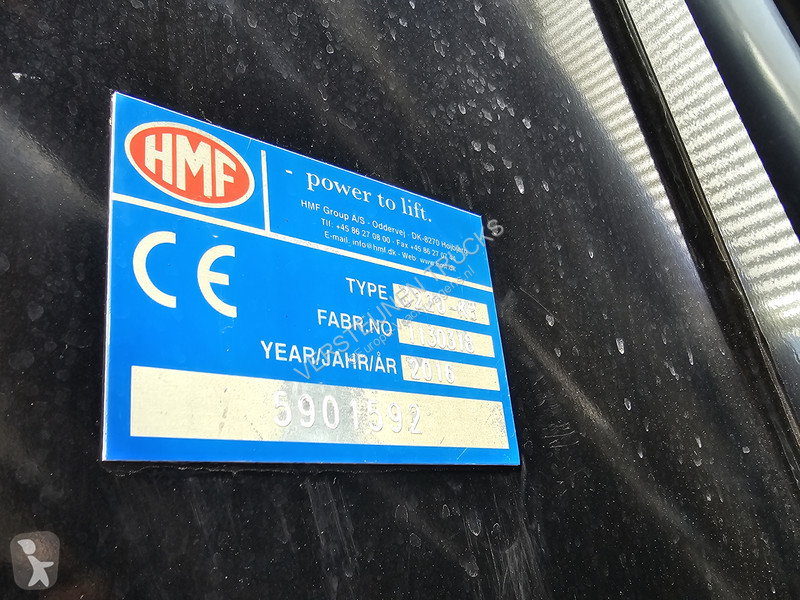 HMF
- power to lift.
HMF Group A/S - Oddervej - DK-8270 Højbjerg
Tlf: +45 86 27 08 00 - Fax +45 86 27 07
E-mail: info@hmf.dk - Web: www.hmf.dk
CE
TYPE
FABR.NO
YEAR/JAHR/ÅR 2016
5901592
VERSTEIJNEN TRUCKS